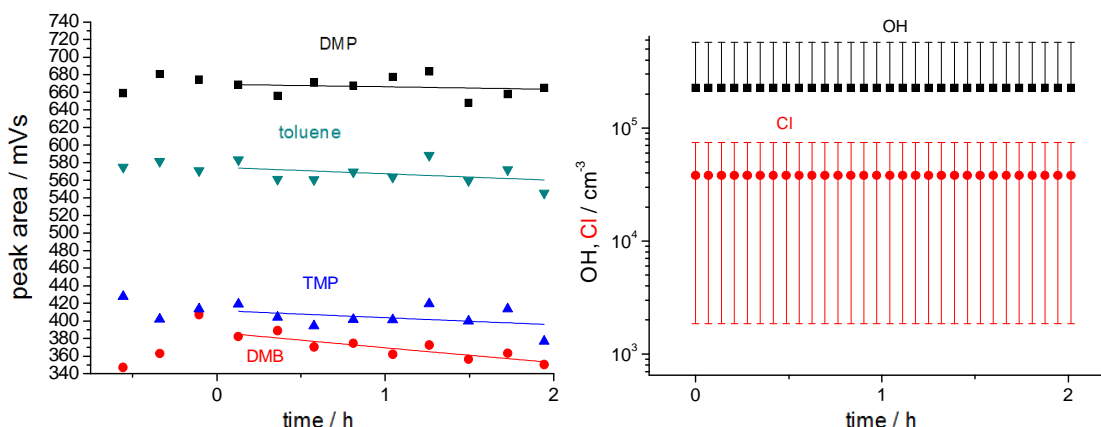 740
720
700
680
660
640
620
600
580
560
540
520
500
480
460
440
420
400
380
360
340
peak area / mVs
DMP
toluene
TMP
DMB
0 1 2
time / h
OH
Cl
10^5
10^4
10^3
OH, Cl / cm^-3
0 1 2
time / h